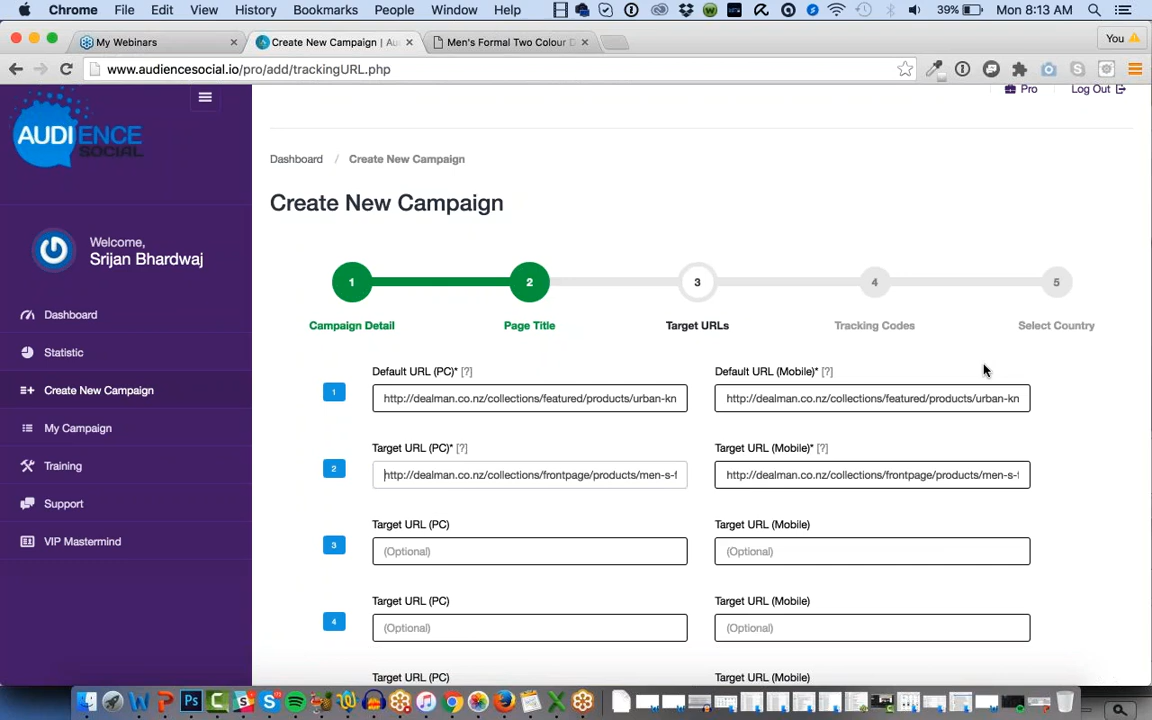 Chrome File Edit View History Bookmarks People Window Help 39% Mon 8:13 AM
My Webinars × Create New Campaign | Au × Men's Formal Two Colour D × You
www.audiencesocial.io/pro/add/trackingURL.php
AUDIENCE
SOCIAL
Pro Log Out
Dashboard / Create New Campaign
Create New Campaign
Welcome,
Srijan Bhardwaj
1 2 3 4 5
Campaign Detail Page Title Target URLs Tracking Codes Select Country
Dashboard
Statistic
Create New Campaign
My Campaign
Training
Support
VIP Mastermind
Default URL (PC)* [?] Default URL (Mobile)* [?]
1 http://dealman.co.nz/collections/featured/products/urban-kn http://dealman.co.nz/collections/featured/products/urban-kn
Target URL (PC)* [?] Target URL (Mobile)* [?]
2 http://dealman.co.nz/collections/frontpage/products/men-s-f http://dealman.co.nz/collections/frontpage/products/men-s-f
Target URL (PC) Target URL (Mobile)
3 (Optional) (Optional)
Target URL (PC) Target URL (Mobile)
4 (Optional) (Optional)
Target URL (PC) Target URL (Mobile)